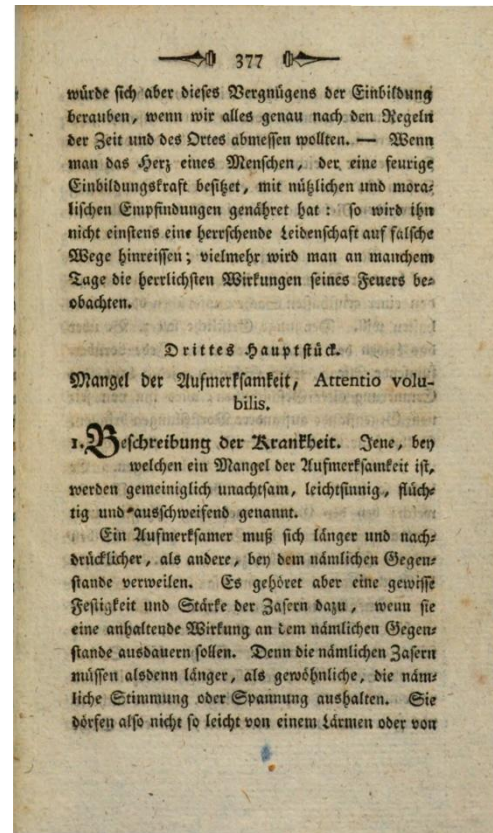 377
würde sich aber dieses Vergnügens der Einbildung
berauben, wenn wir alles genau nach den Regeln
der Zeit und des Ortes abmessen wollten. — Wenn
man das Herz eines Menschen, der eine feurige
Einbildungskraft besitzet, mit nützlichen und mora-
lischen Empfindungen genähret hat: so wird ihn
nicht einstens eine herrschende Leidenschaft auf falsche
Wege hinreissen; vielmehr wird man an manchem
Tage die herrlichsten Wirkungen seines Feuers be-
obachten.
Drittes Hauptstück.
Mangel der Aufmerksamkeit, Attentio volu-
bilis.
1. Beschreibung der Krankheit. Jene, bey
welchen ein Mangel der Aufmerksamkeit ist,
werden gemeiniglich unachtsam, leichtsinnig, flüch-
tig und ausschweifend genannt.
Ein Aufmerksamer muß sich länger und nach-
drücklicher, als andere, bey dem nämlichen Gegen-
stande verweilen. Es gehöret aber eine gewisse
Festigkeit und Stärke der Zasern dazu, wenn sie
eine anhaltende Wirkung an dem nämlichen Gegen-
stande ausdauern sollen. Denn die nämlichen Zasern
müssen alsdenn länger, als gewöhnliche, die näm-
liche Stimmung oder Spannung aushalten. Sie
dörfen also nicht so leicht von einem Lärmen oder von